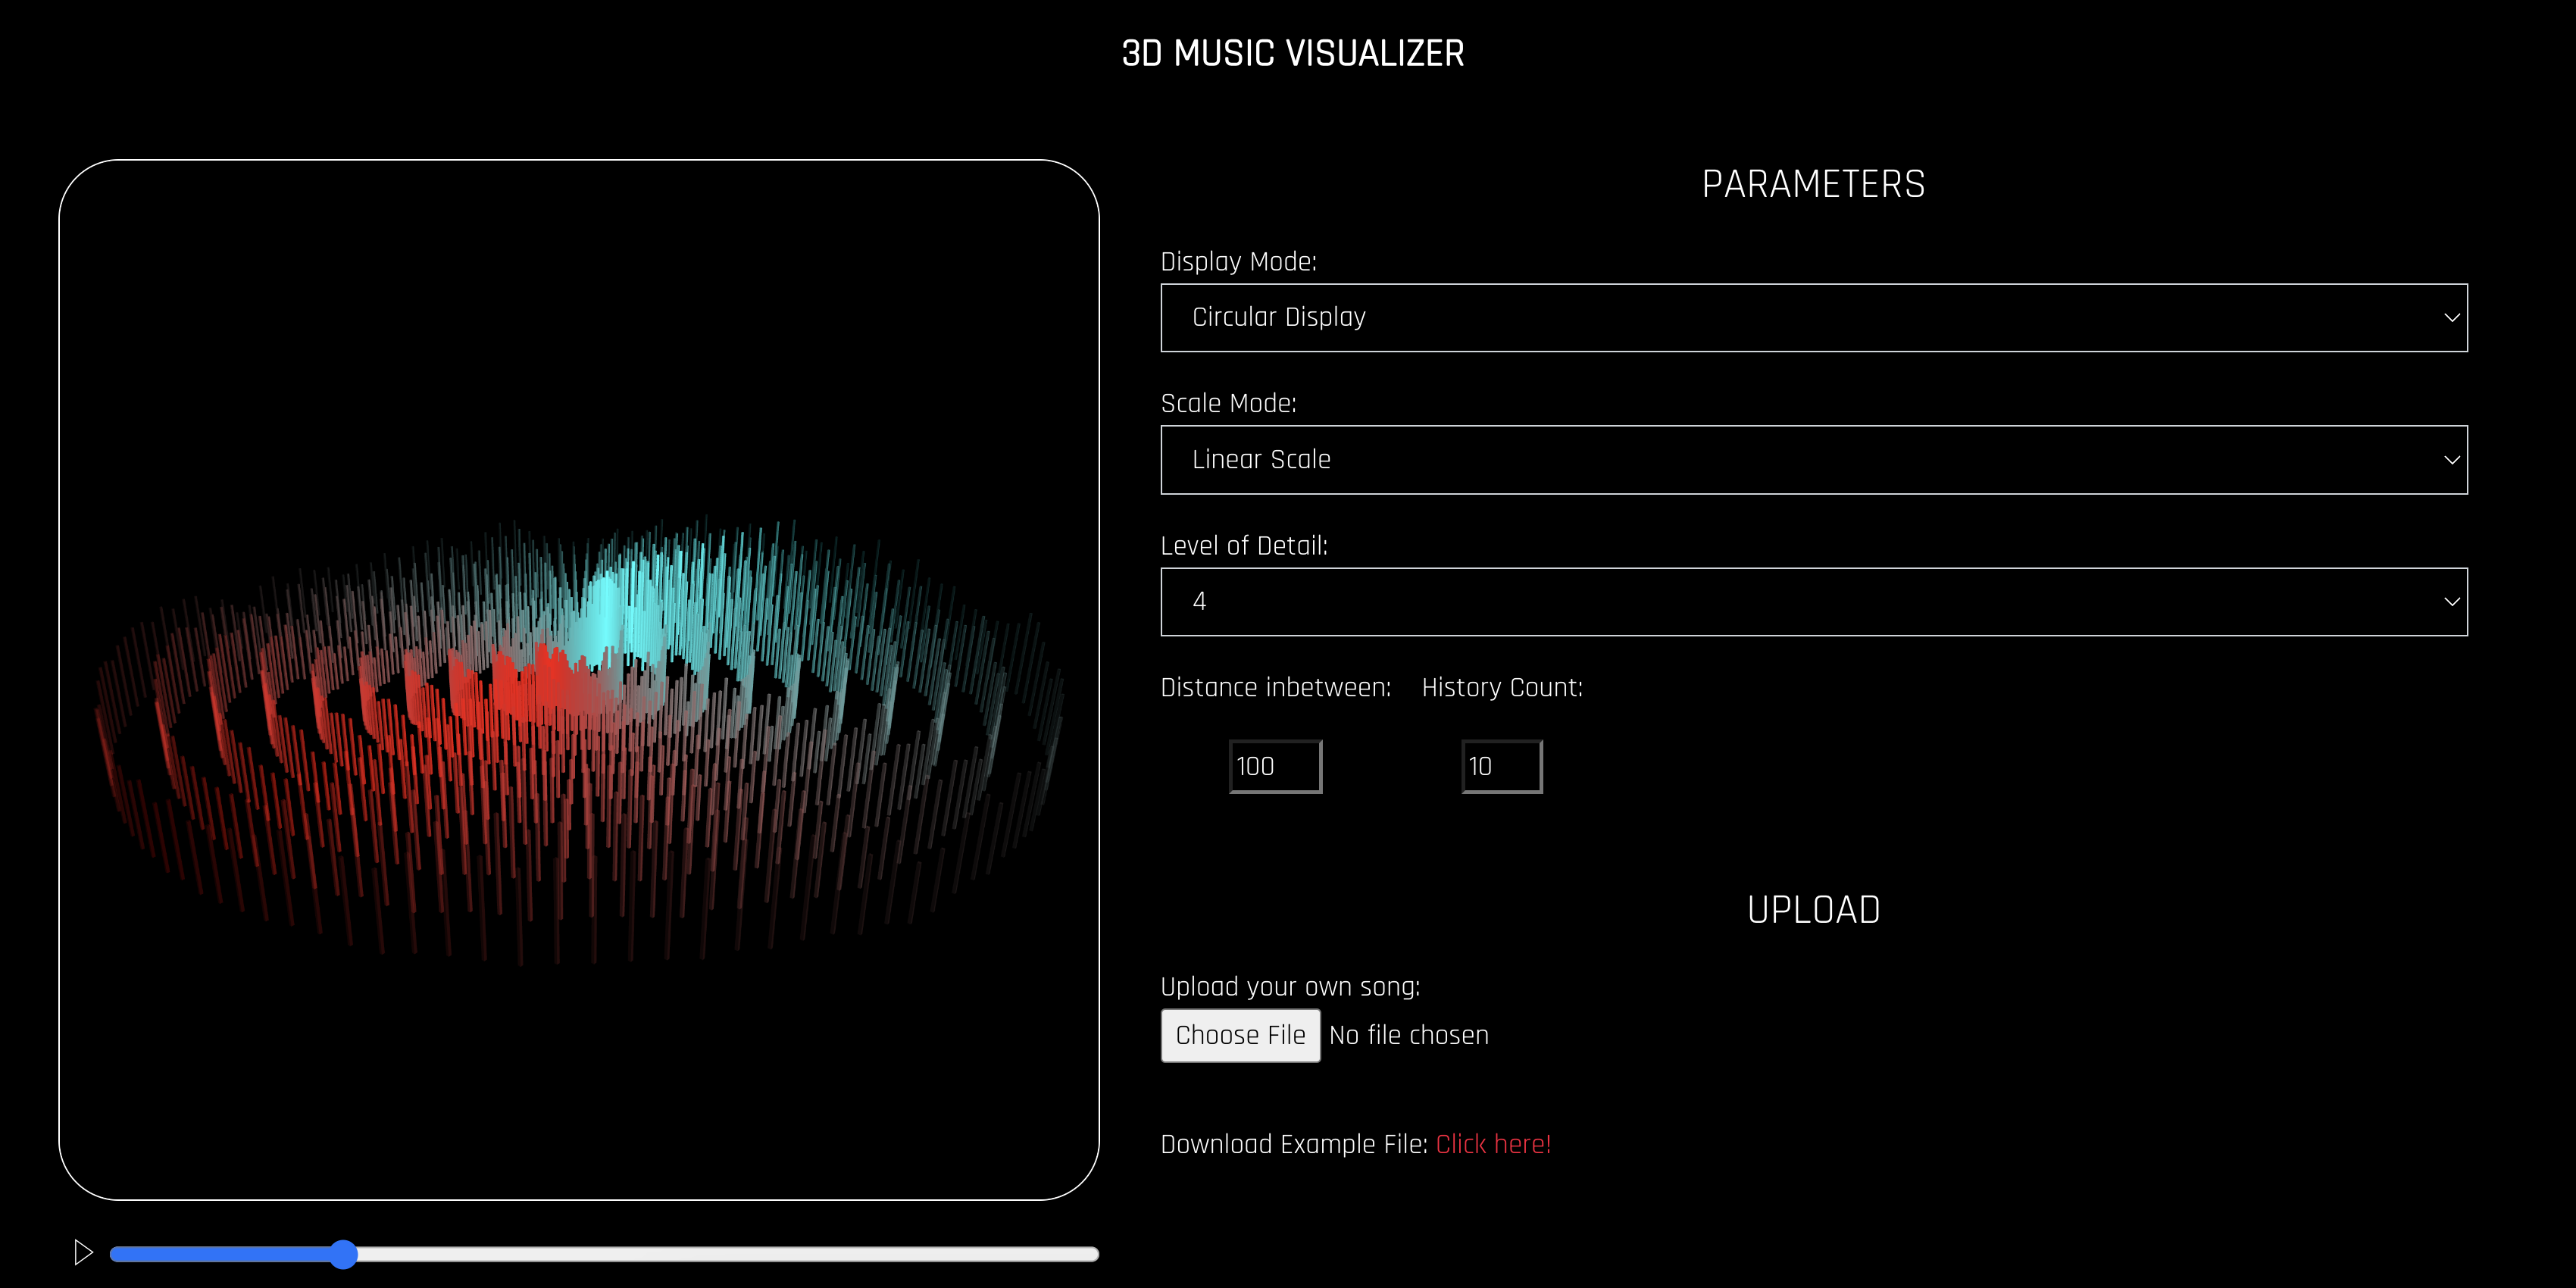 3D MUSIC VISUALIZER
PARAMETERS
Display Mode:
Circular Display
Scale Mode:
Linear Scale
Level of Detail:
4
Distance inbetween: History Count:
100 10
UPLOAD
Upload your own song:
Choose File No file chosen
Download Example File: Click here!